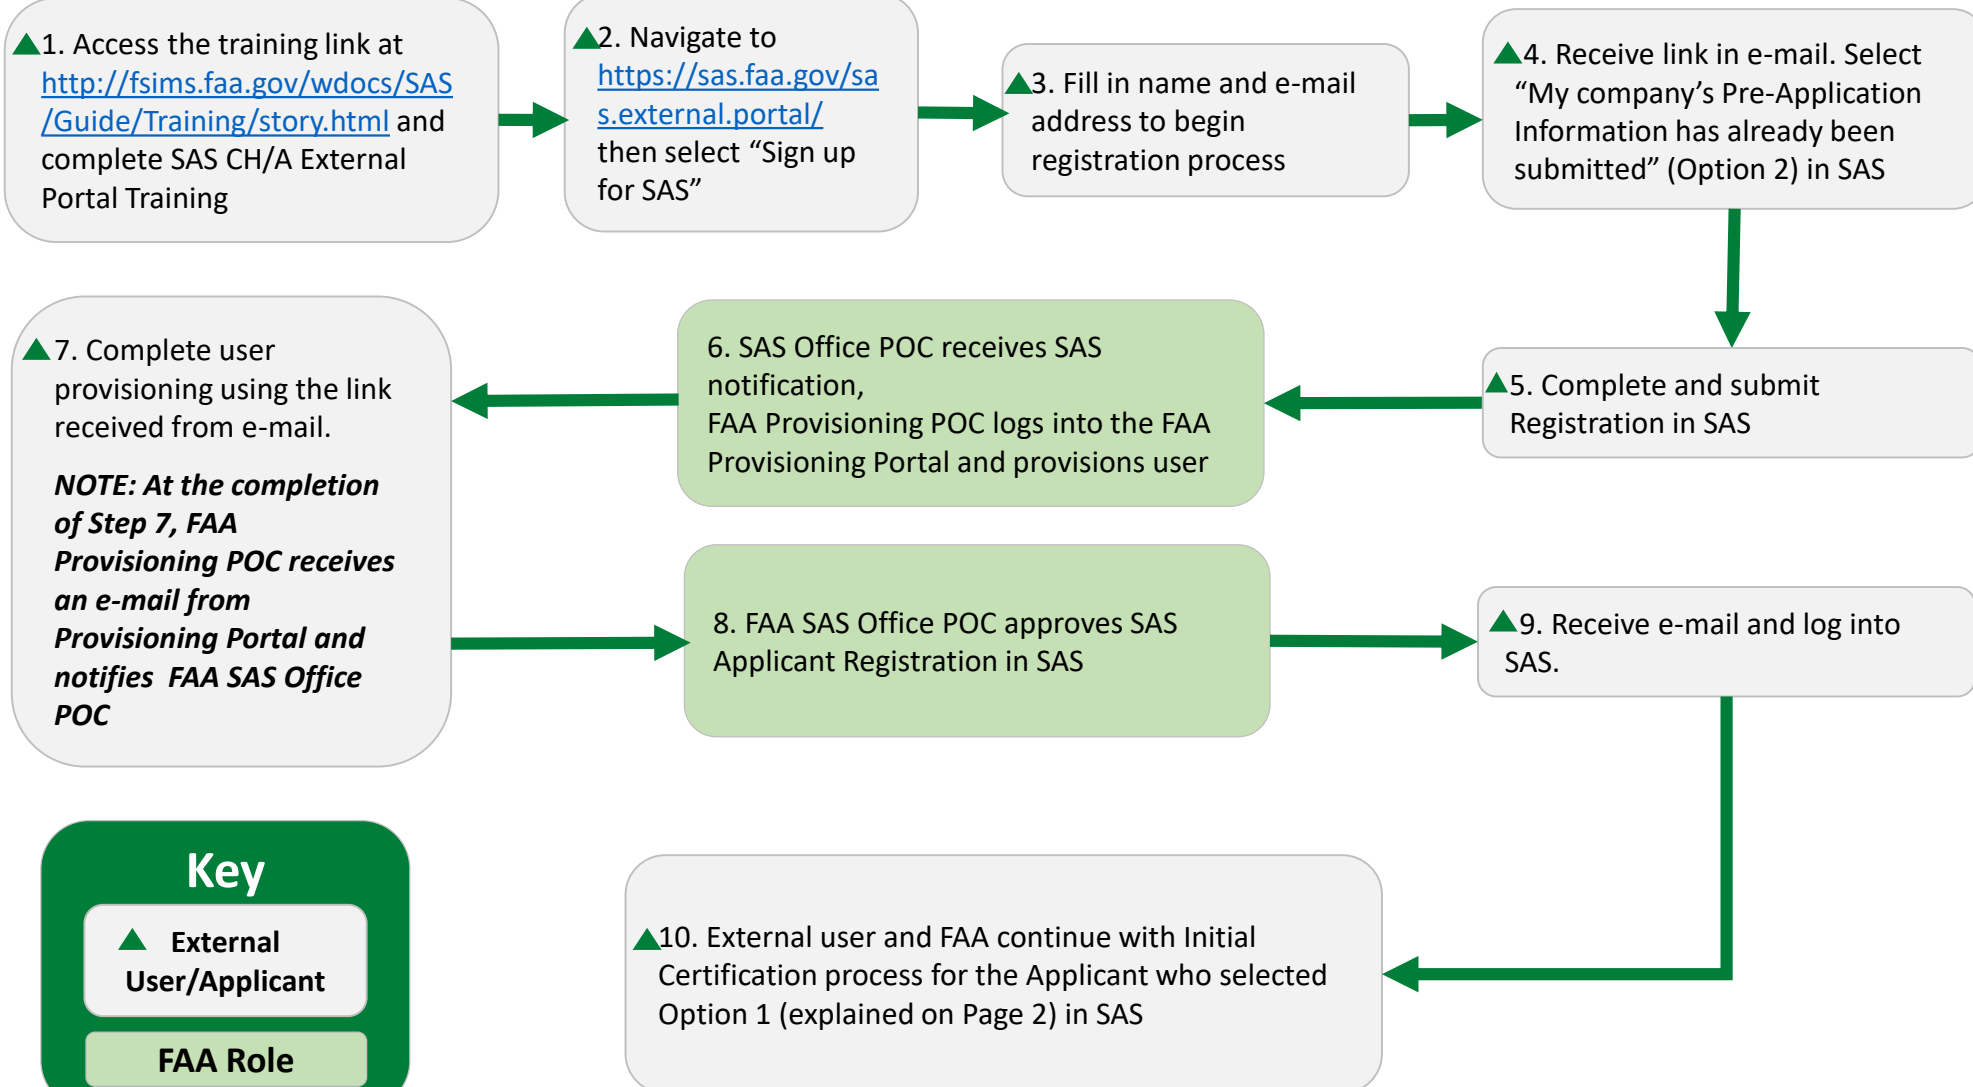 1. Access the training link at
http://fsims.faa.gov/wdocs/SAS
/Guide/Training/story.html and
complete SAS CH/A External
Portal Training
2. Navigate to
https://sas.faa.gov/sa
s.external.portal/
then select “Sign up
for SAS”
3. Fill in name and e-mail
address to begin
registration process
4. Receive link in e-mail. Select
“My company’s Pre-Application
Information has already been
submitted” (Option 2) in SAS
5. Complete and submit
Registration in SAS
6. SAS Office POC receives SAS
notification,
FAA Provisioning POC logs into the FAA
Provisioning Portal and provisions user
7. Complete user
provisioning using the link
received from e-mail.
NOTE: At the completion
of Step 7, FAA
Provisioning POC receives
an e-mail from
Provisioning Portal and
notifies  FAA SAS Office
POC
8. FAA SAS Office POC approves SAS
Applicant Registration in SAS
9. Receive e-mail and log into
SAS.
10. External user and FAA continue with Initial
Certification process for the Applicant who selected
Option 1 (explained on Page 2) in SAS
Key
External
User/Applicant
FAA Role